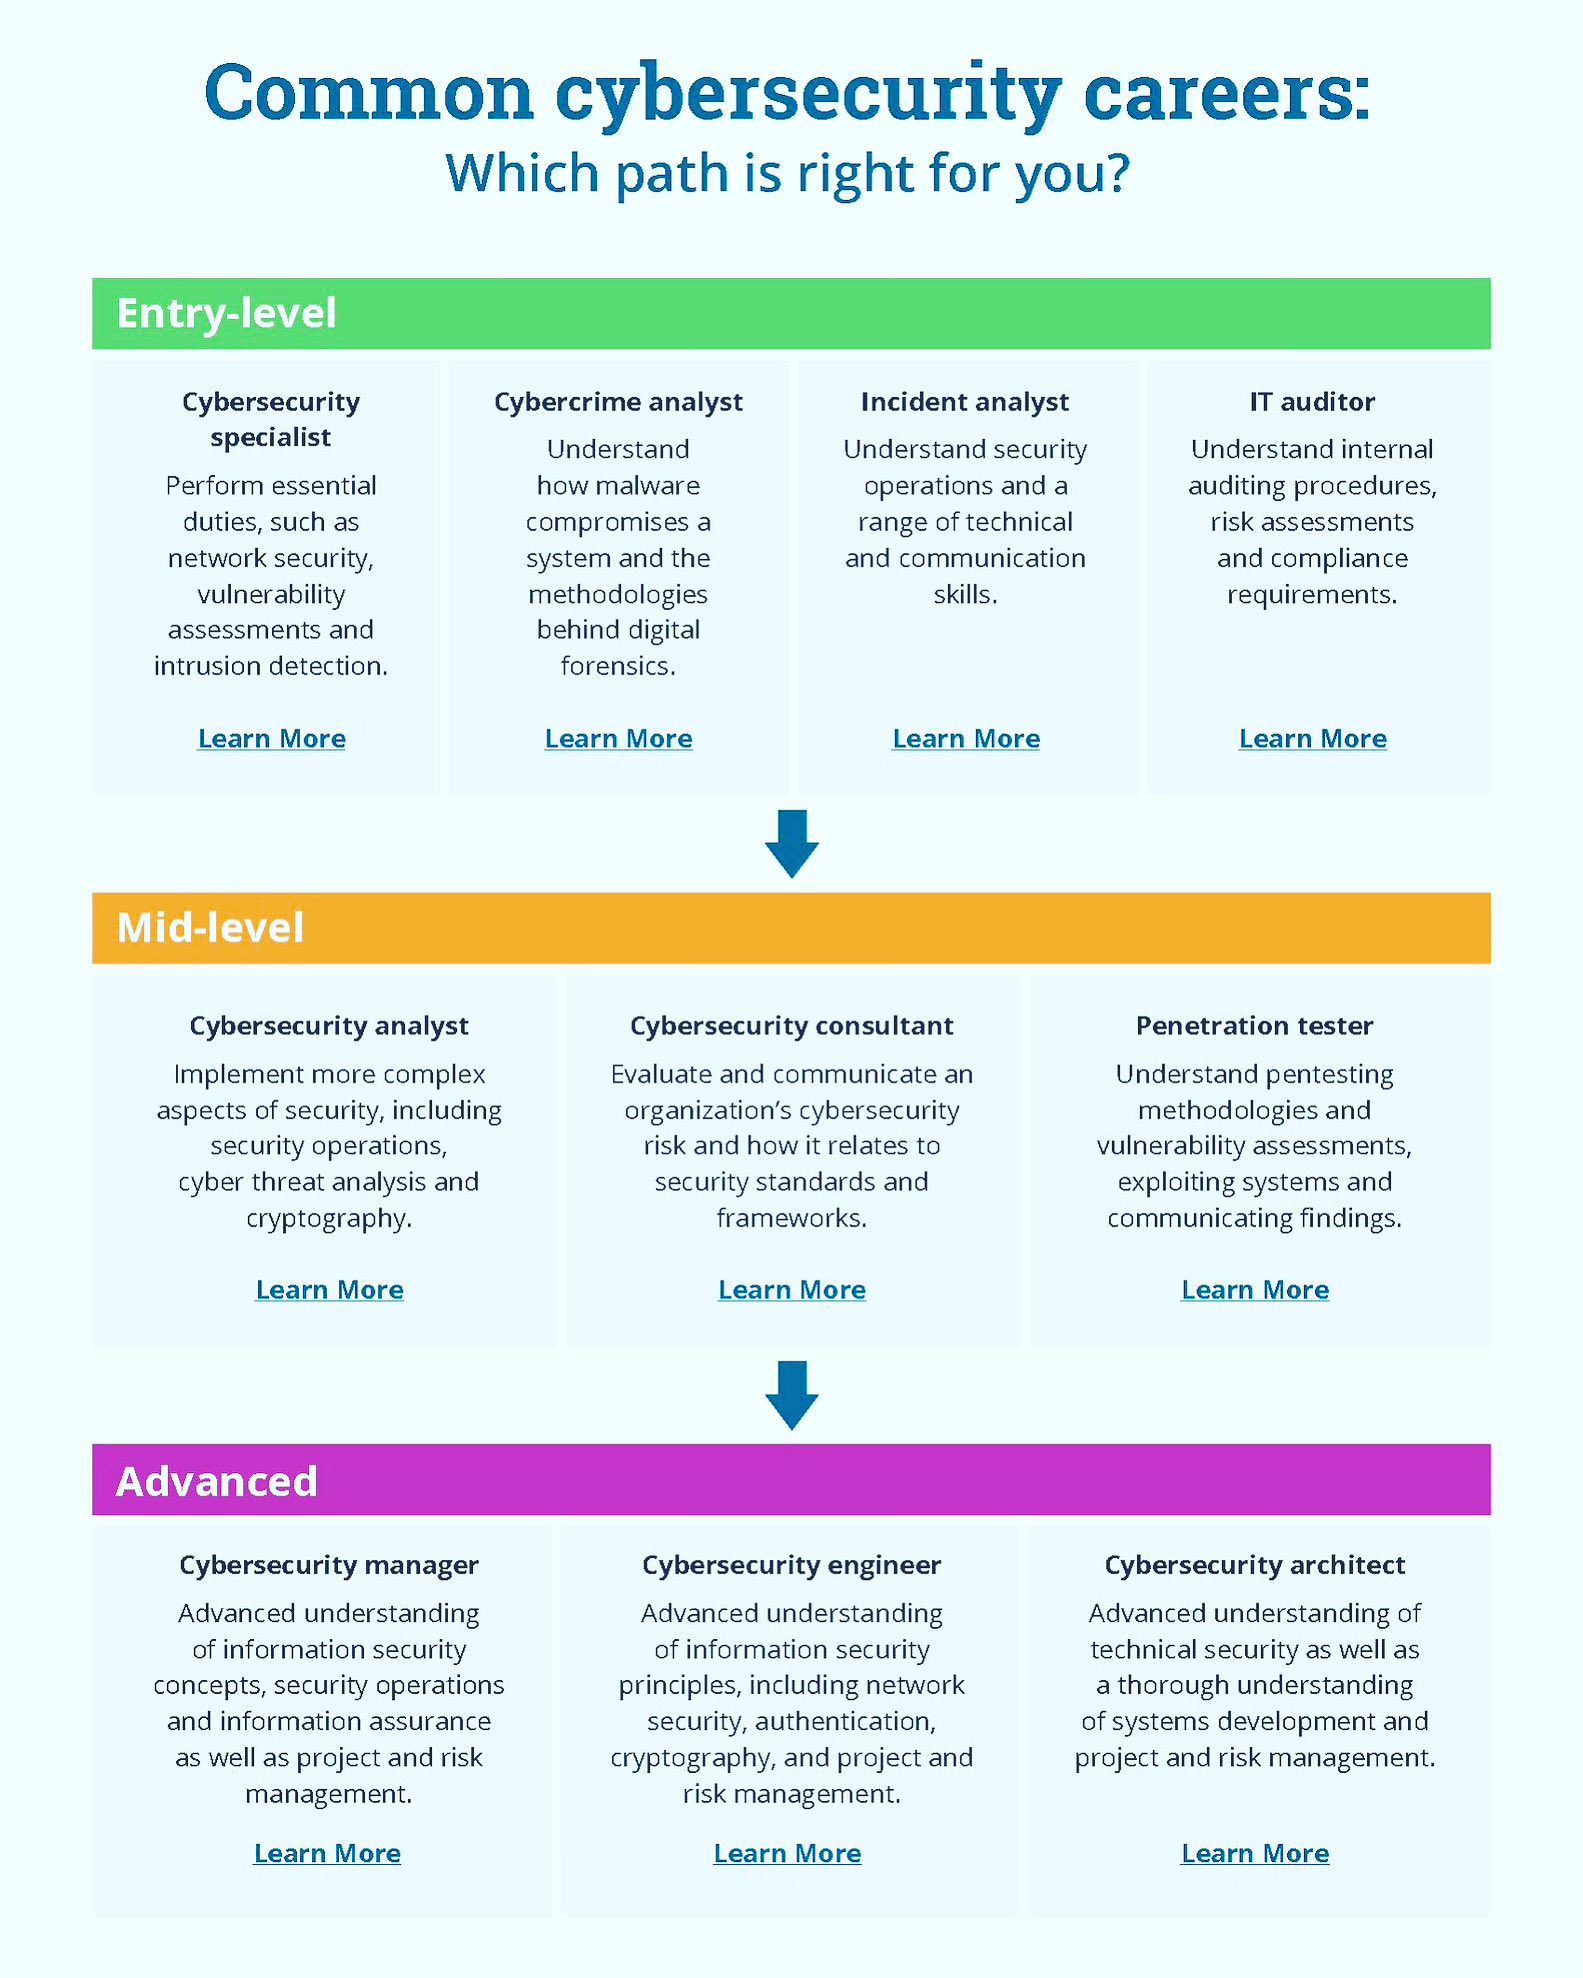 Common cybersecurity careers:
Which path is right for you?
Entry-level
Cybersecurity
specialist
Perform essential
duties, such as
network security,
vulnerability
assessments and
intrusion detection.
Learn More
Cybercrime analyst
Understand
how malware
compromises a
system and the
methodologies
behind digital
forensics.
Learn More
Incident analyst
Understand security
operations and a
range of technical
and communication
skills.
Learn More
IT auditor
Understand internal
auditing procedures,
risk assessments
and compliance
requirements.
Learn More
Mid-level
Cybersecurity analyst
Implement more complex
aspects of security, including
security operations,
cyber threat analysis and
cryptography.
Learn More
Cybersecurity consultant
Evaluate and communicate an
organization’s cybersecurity
risk and how it relates to
security standards and
frameworks.
Learn More
Penetration tester
Understand pentesting
methodologies and
vulnerability assessments,
exploiting systems and
communicating findings.
Learn More
Advanced
Cybersecurity manager
Advanced understanding
of information security
concepts, security operations
and information assurance
as well as project and risk
management.
Learn More
Cybersecurity engineer
Advanced understanding
of information security
principles, including network
security, authentication,
cryptography, and project and
risk management.
Learn More
Cybersecurity architect
Advanced understanding of
technical security as well as
a thorough understanding
of systems development and
project and risk management.
Learn More